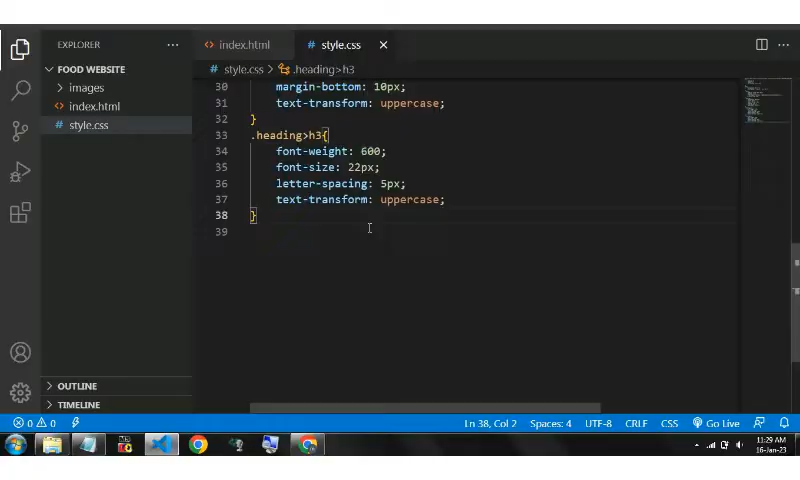 EXPLORER
index.html
style.css
FOOD WEBSITE
style.css > .heading>h3
images
index.html
style.css
30 margin-bottom: 10px;
31 text-transform: uppercase;
32 }
33 .heading>h3{
34 font-weight: 600;
35 font-size: 22px;
36 letter-spacing: 5px;
37 text-transform: uppercase;
38 }
39
OUTLINE
TIMELINE
0 0
Ln 38, Col 2
Spaces: 4
UTF-8
CRLF
CSS
Go Live
11:29 AM
16-Jan-23